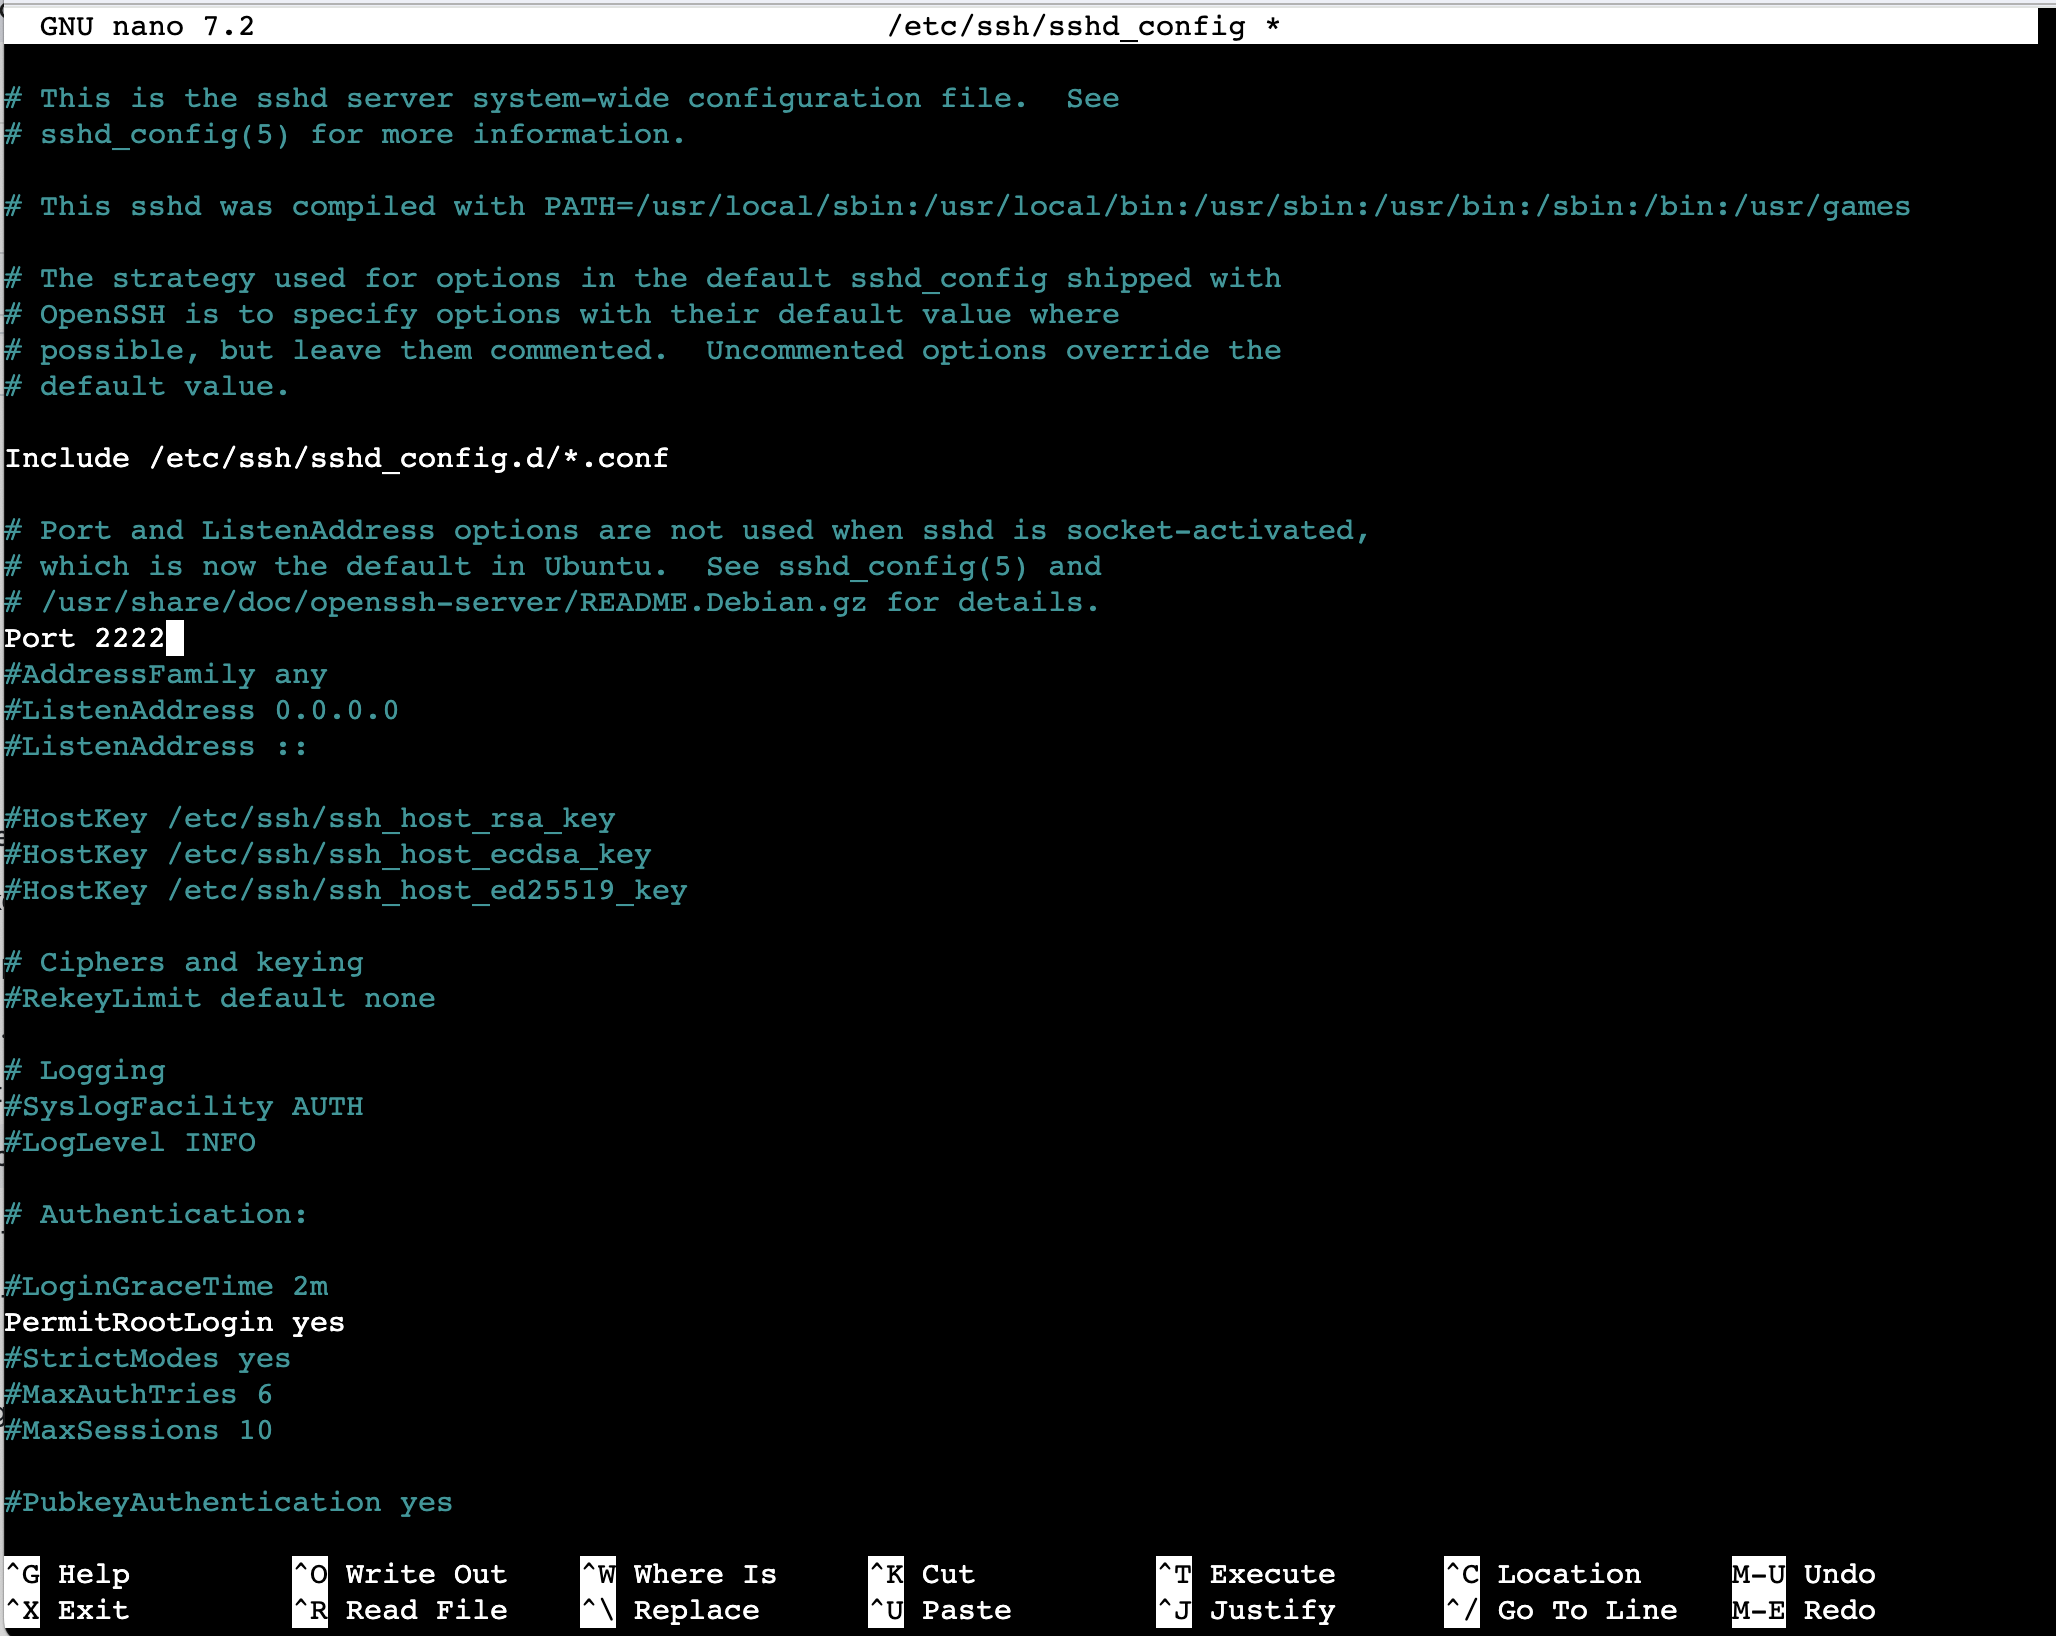 GNU nano 7.2 /etc/ssh/sshd_config *
# This is the sshd server system-wide configuration file.  See
# sshd_config(5) for more information.
# This sshd was compiled with PATH=/usr/local/sbin:/usr/local/bin:/usr/sbin:/usr/bin:/sbin:/bin:/usr/games
# The strategy used for options in the default sshd_config shipped with
# OpenSSH is to specify options with their default value where
# possible, but leave them commented.  Uncommented options override the
# default value.
Include /etc/ssh/sshd_config.d/*.conf
# Port and ListenAddress options are not used when sshd is socket-activated,
# which is now the default in Ubuntu.  See sshd_config(5) and
# /usr/share/doc/openssh-server/README.Debian.gz for details.
Port 2222
#AddressFamily any
#ListenAddress 0.0.0.0
#ListenAddress ::
#HostKey /etc/ssh/ssh_host_rsa_key
#HostKey /etc/ssh/ssh_host_ecdsa_key
#HostKey /etc/ssh/ssh_host_ed25519_key
# Ciphers and keying
#RekeyLimit default none
# Logging
#SyslogFacility AUTH
#LogLevel INFO
# Authentication:
#LoginGraceTime 2m
PermitRootLogin yes
#StrictModes yes
#MaxAuthTries 6
#MaxSessions 10
#PubkeyAuthentication yes
^G Help ^O Write Out ^W Where Is ^K Cut ^T Execute ^C Location M-U Undo
^X Exit ^R Read File ^\ Replace ^U Paste ^J Justify ^/ Go To Line M-E Redo